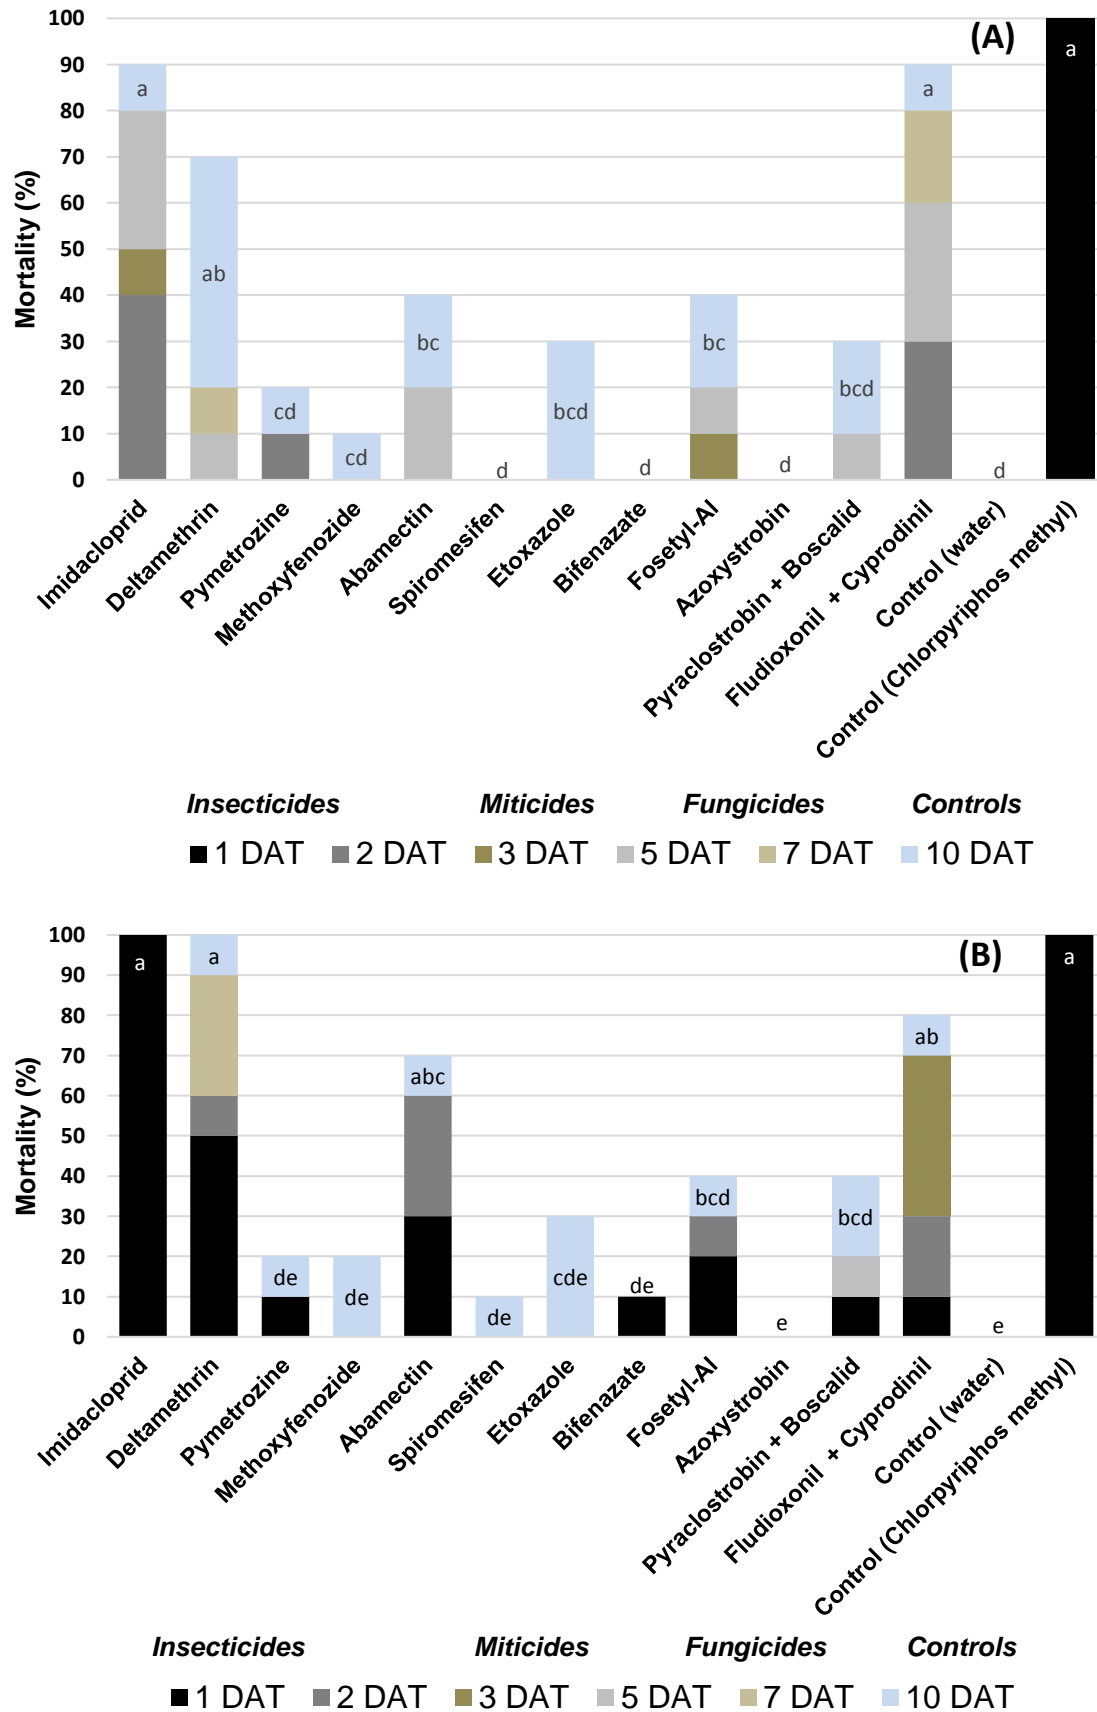 (A)
Mortality (%)
100
90
80
70
60
50
40
30
20
10
0
a
ab
cd
cd
bc
d
bcd
d
bc
d
bcd
a
d
a
Imidacloprid
Deltamethrin
Pymetrozine
Methoxyfenozide
Abamectin
Spiromesifen
Etoxazole
Bifenazate
Fosetyl-Al
Azoxystrobin
Pyraclostrobin + Boscalid
Fludioxonil + Cyprodinil
Control (water)
Control (Chlorpyriphos methyl)
Insecticides Miticides Fungicides Controls
1 DAT 2 DAT 3 DAT 5 DAT 7 DAT 10 DAT
(B)
Mortality (%)
100
90
80
70
60
50
40
30
20
10
0
a
a
de
de
abc
de
cde
de
bcd
e
bcd
ab
e
a
Imidacloprid
Deltamethrin
Pymetrozine
Methoxyfenozide
Abamectin
Spiromesifen
Etoxazole
Bifenazate
Fosetyl-Al
Azoxystrobin
Pyraclostrobin + Boscalid
Fludioxonil + Cyprodinil
Control (water)
Control (Chlorpyriphos methyl)
Insecticides Miticides Fungicides Controls
1 DAT 2 DAT 3 DAT 5 DAT 7 DAT 10 DAT